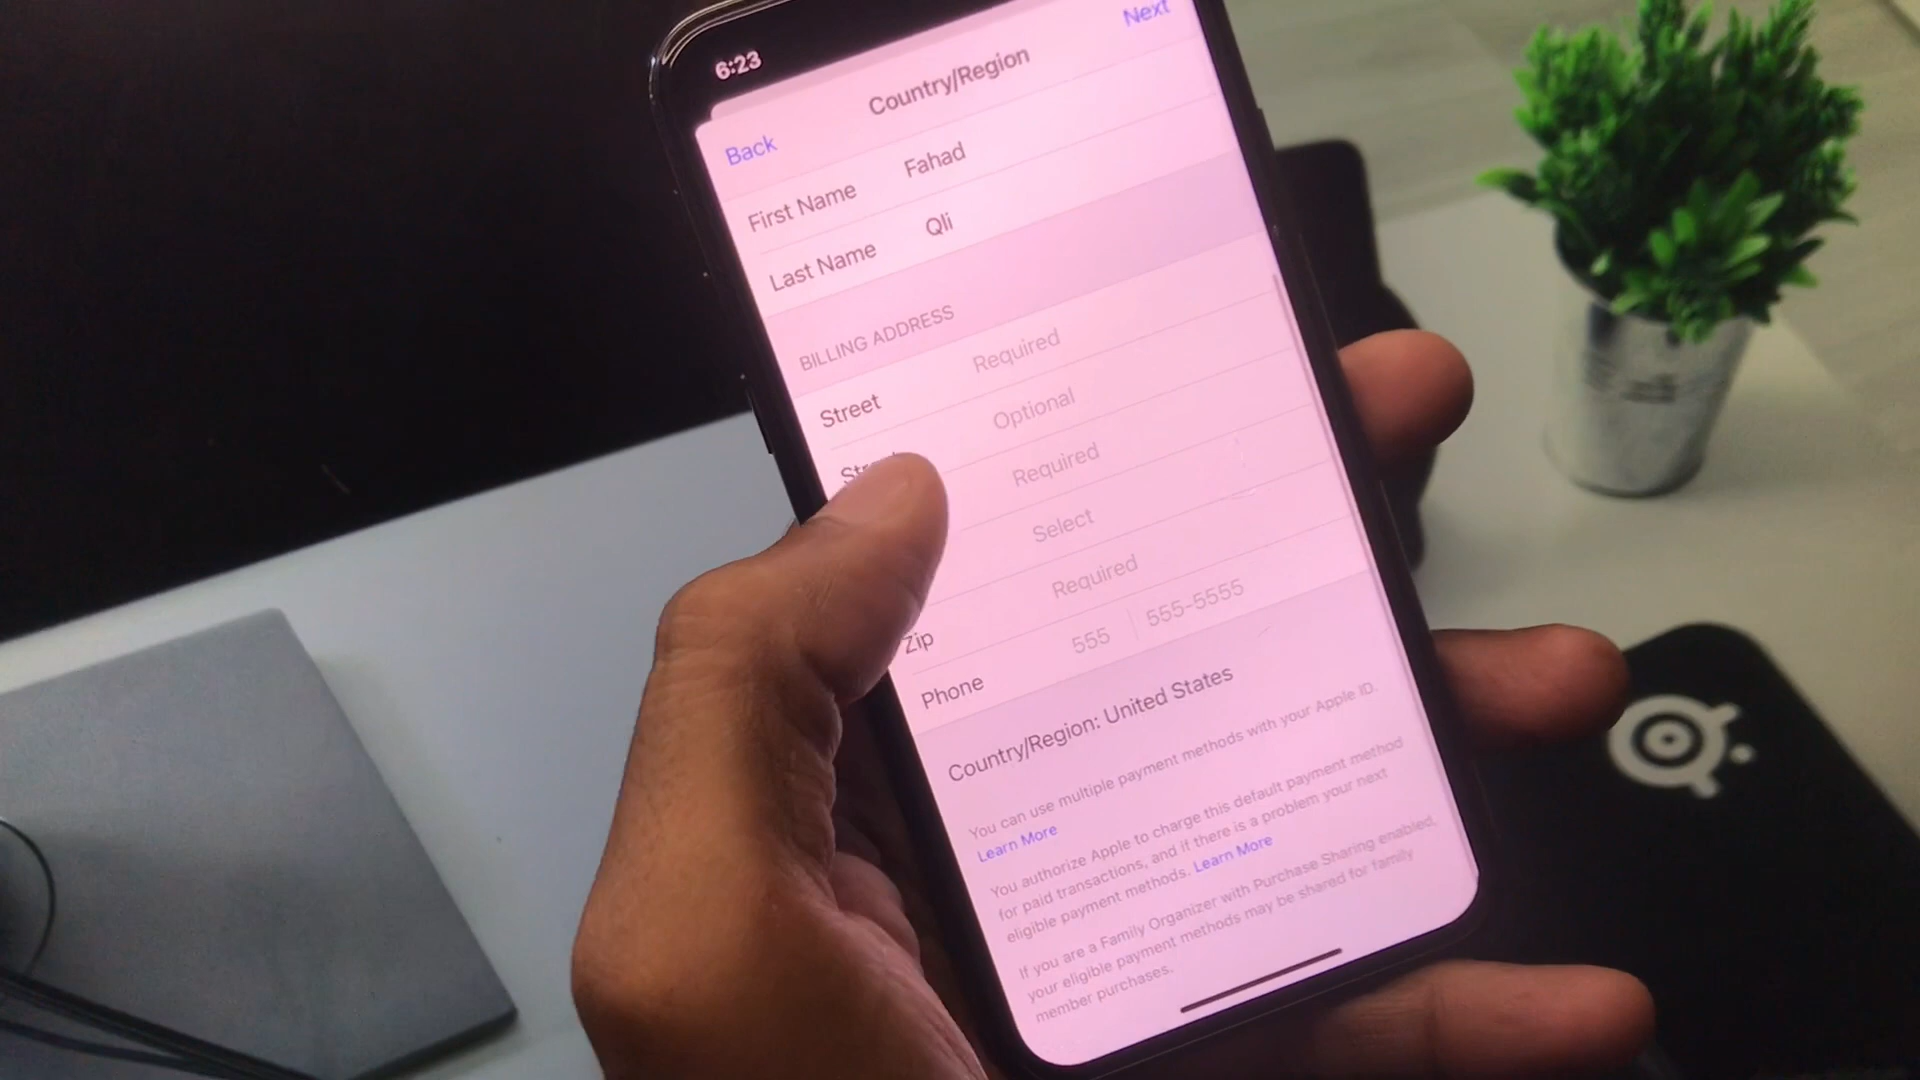 6:23
Next
Country/Region
Back
First Name Fahad
Last Name Qli
BILLING ADDRESS
Street Required
Optional
Required
Select
Zip Required
Phone 555 555-5555
Country/Region: United States
You can use multiple payment methods with your Apple ID.
Learn More
You authorize Apple to charge this default payment method
for paid transactions, and if there is a problem your next
eligible payment methods. Learn More
If you are a Family Organizer with Purchase Sharing enabled,
your eligible payment methods may be shared for family
member purchases.